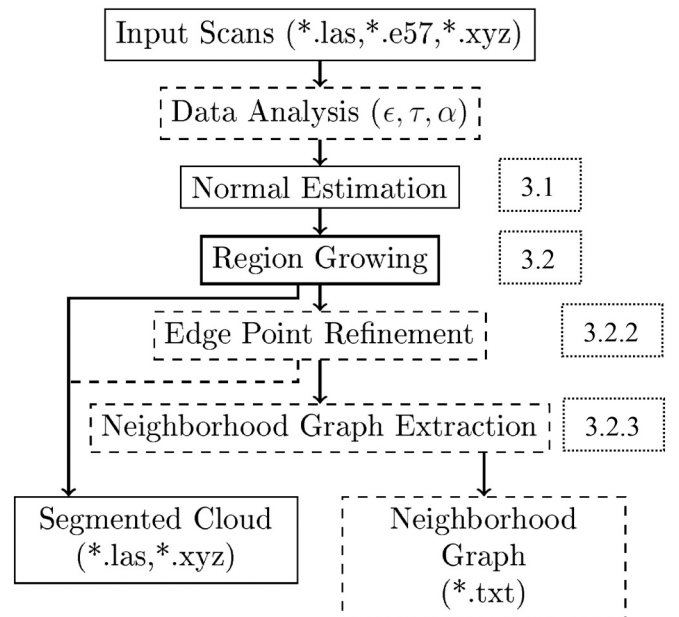 Input Scans (*.las,*.e57,*.xyz)
Data Analysis (ϵ, τ, α)
Normal Estimation
3.1
Region Growing
3.2
Edge Point Refinement
3.2.2
Neighborhood Graph Extraction
3.2.3
Segmented Cloud
(*.las,*.xyz)
Neighborhood
Graph
(*.txt)